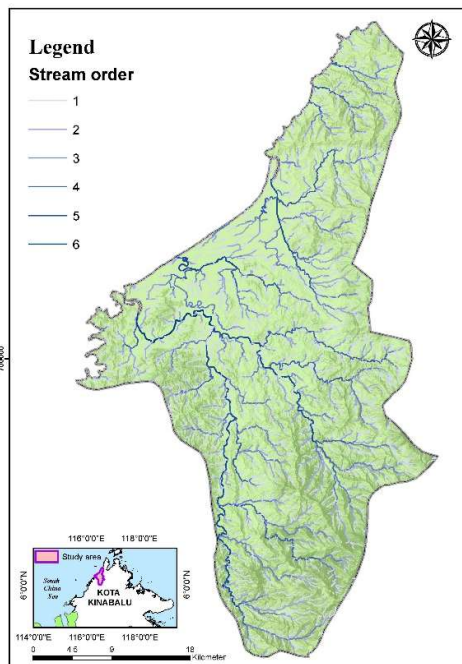 Legend
Stream order
1
2
3
4
5
6
116°0'0"E 118°0'0"E
Study area
South
China
Sea
KOTA
KINABALU
6°0'0"N
6°0'0"N
114°0'0"E 116°0'0"E 118°0'0"E
0 4.5 9 18
Kilometer